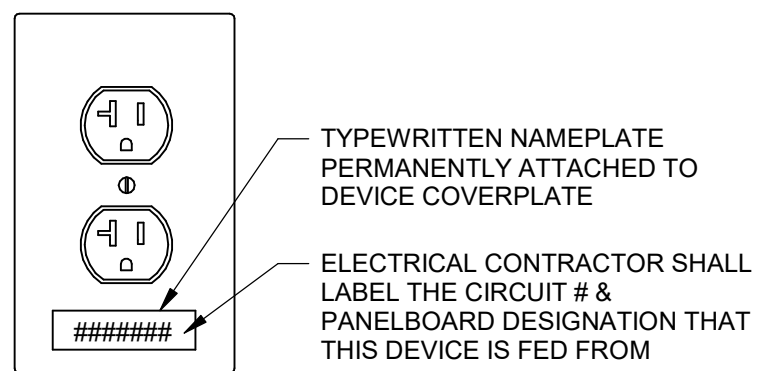 TYPEWRITTEN NAMEPLATE
PERMANENTLY ATTACHED TO
DEVICE COVERPLATE
ELECTRICAL CONTRACTOR SHALL
LABEL THE CIRCUIT # &
PANELBOARD DESIGNATION THAT
THIS DEVICE IS FED FROM
#######